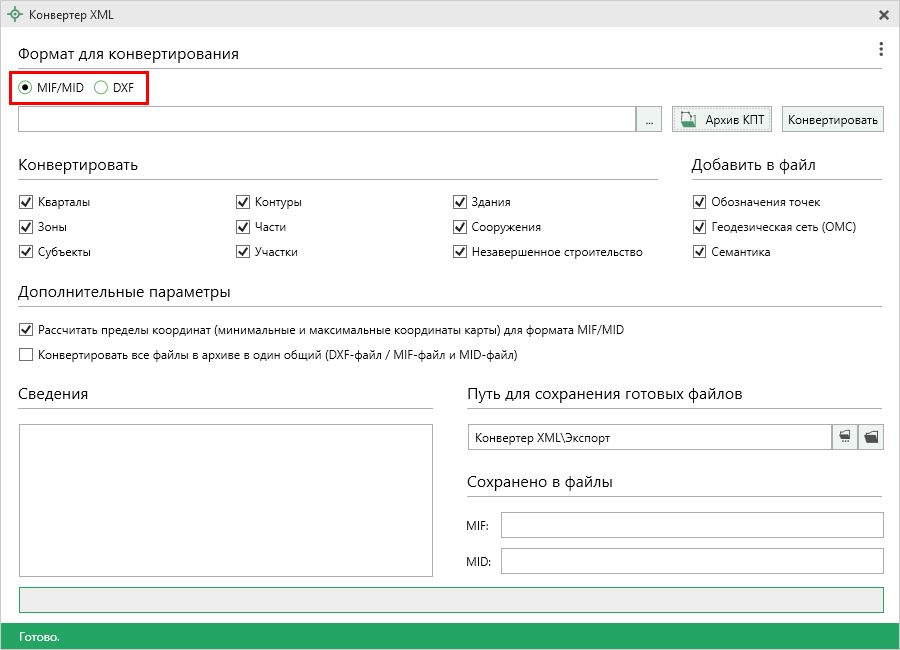 Конвертер XML
Формат для конвертирования
MIF/MID DXF
... Архив КПТ Конвертировать
Конвертировать Добавить в файл
Кварталы Контуры Здания Обозначения точек
Зоны Части Сооружения Геодезическая сеть (ОМС)
Субъекты Участки Незавершенное строительство Семантика
Дополнительные параметры
Рассчитать пределы координат (минимальные и максимальные координаты карты) для формата MIF/MID
Конвертировать все файлы в архиве в один общий (DXF-файл / MIF-файл и MID-файл)
Сведения Путь для сохранения готовых файлов
Конвертер XML\Экспорт
Сохранено в файлы
MIF:
MID:
Готово.